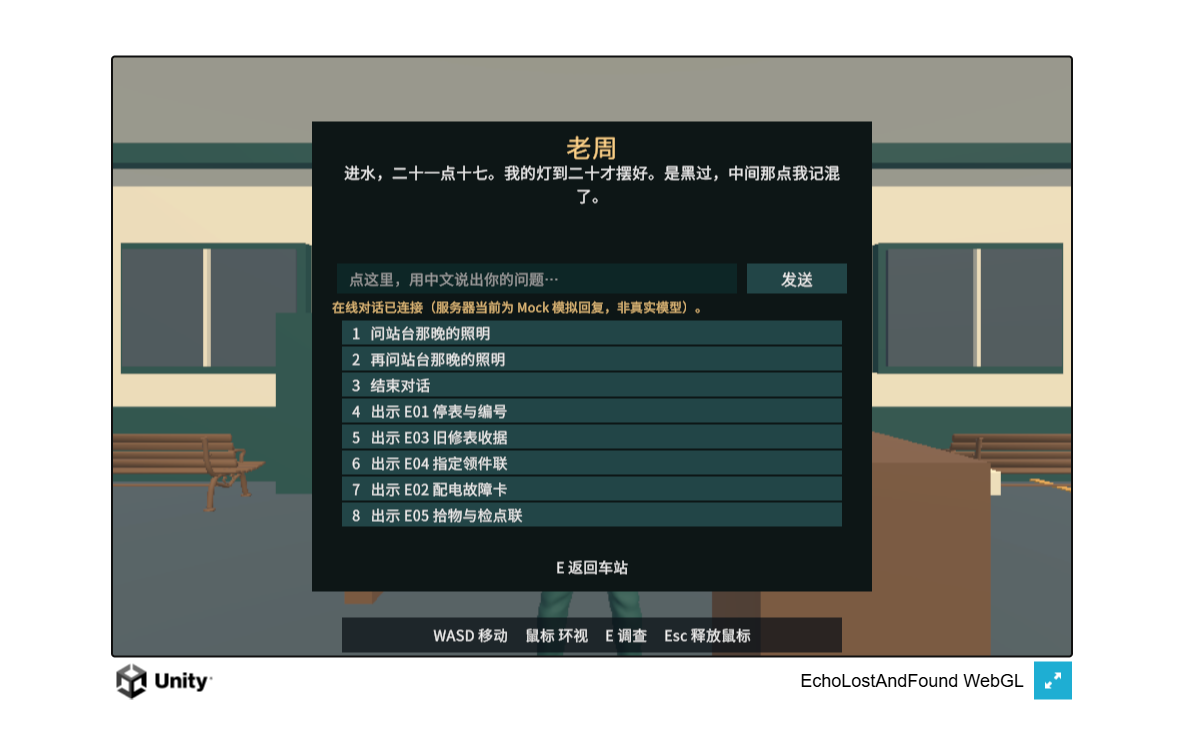 老周
进水，二十一点十七。我的灯到二十才摆好。是黑过，中间那点我记混
了。
点这里，用中文说出你的问题…
发送
在线对话已连接（服务器当前为 Mock 模拟回复，非真实模型）。
1 问站台那晚的照明
2 再问站台那晚的照明
3 结束对话
4 出示 E01 停表与编号
5 出示 E03 旧修表收据
6 出示 E04 指定领件联
7 出示 E02 配电故障卡
8 出示 E05 拾物与检点联
E 返回车站
WASD 移动 鼠标 环视 E 调查 Esc 释放鼠标
Unity
EchoLostAndFound WebGL